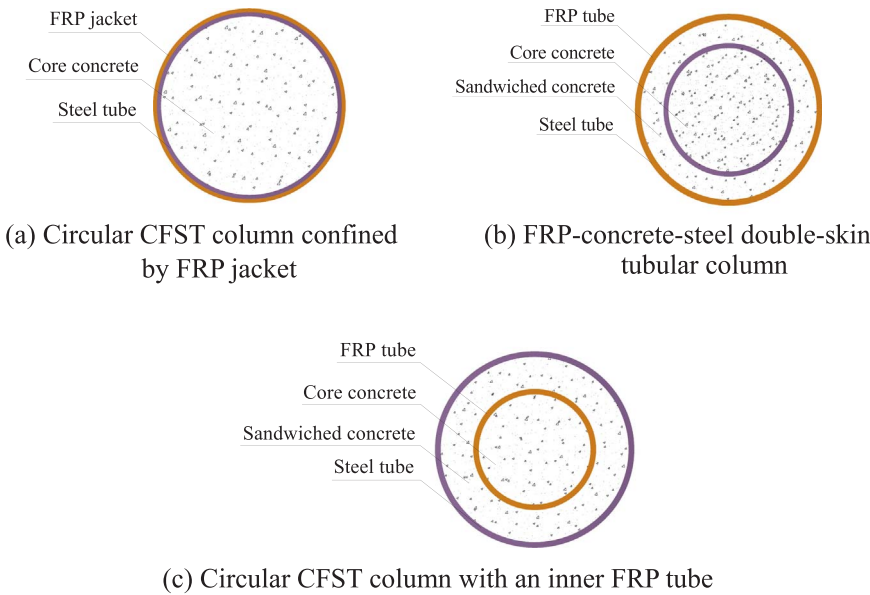 FRP jacket
Core concrete
Steel tube
(a) Circular CFST column confined
by FRP jacket
FRP tube
Core concrete
Sandwiched concrete
Steel tube
(b) FRP-concrete-steel double-skin
tubular column
FRP tube
Core concrete
Sandwiched concrete
Steel tube
(c) Circular CFST column with an inner FRP tube